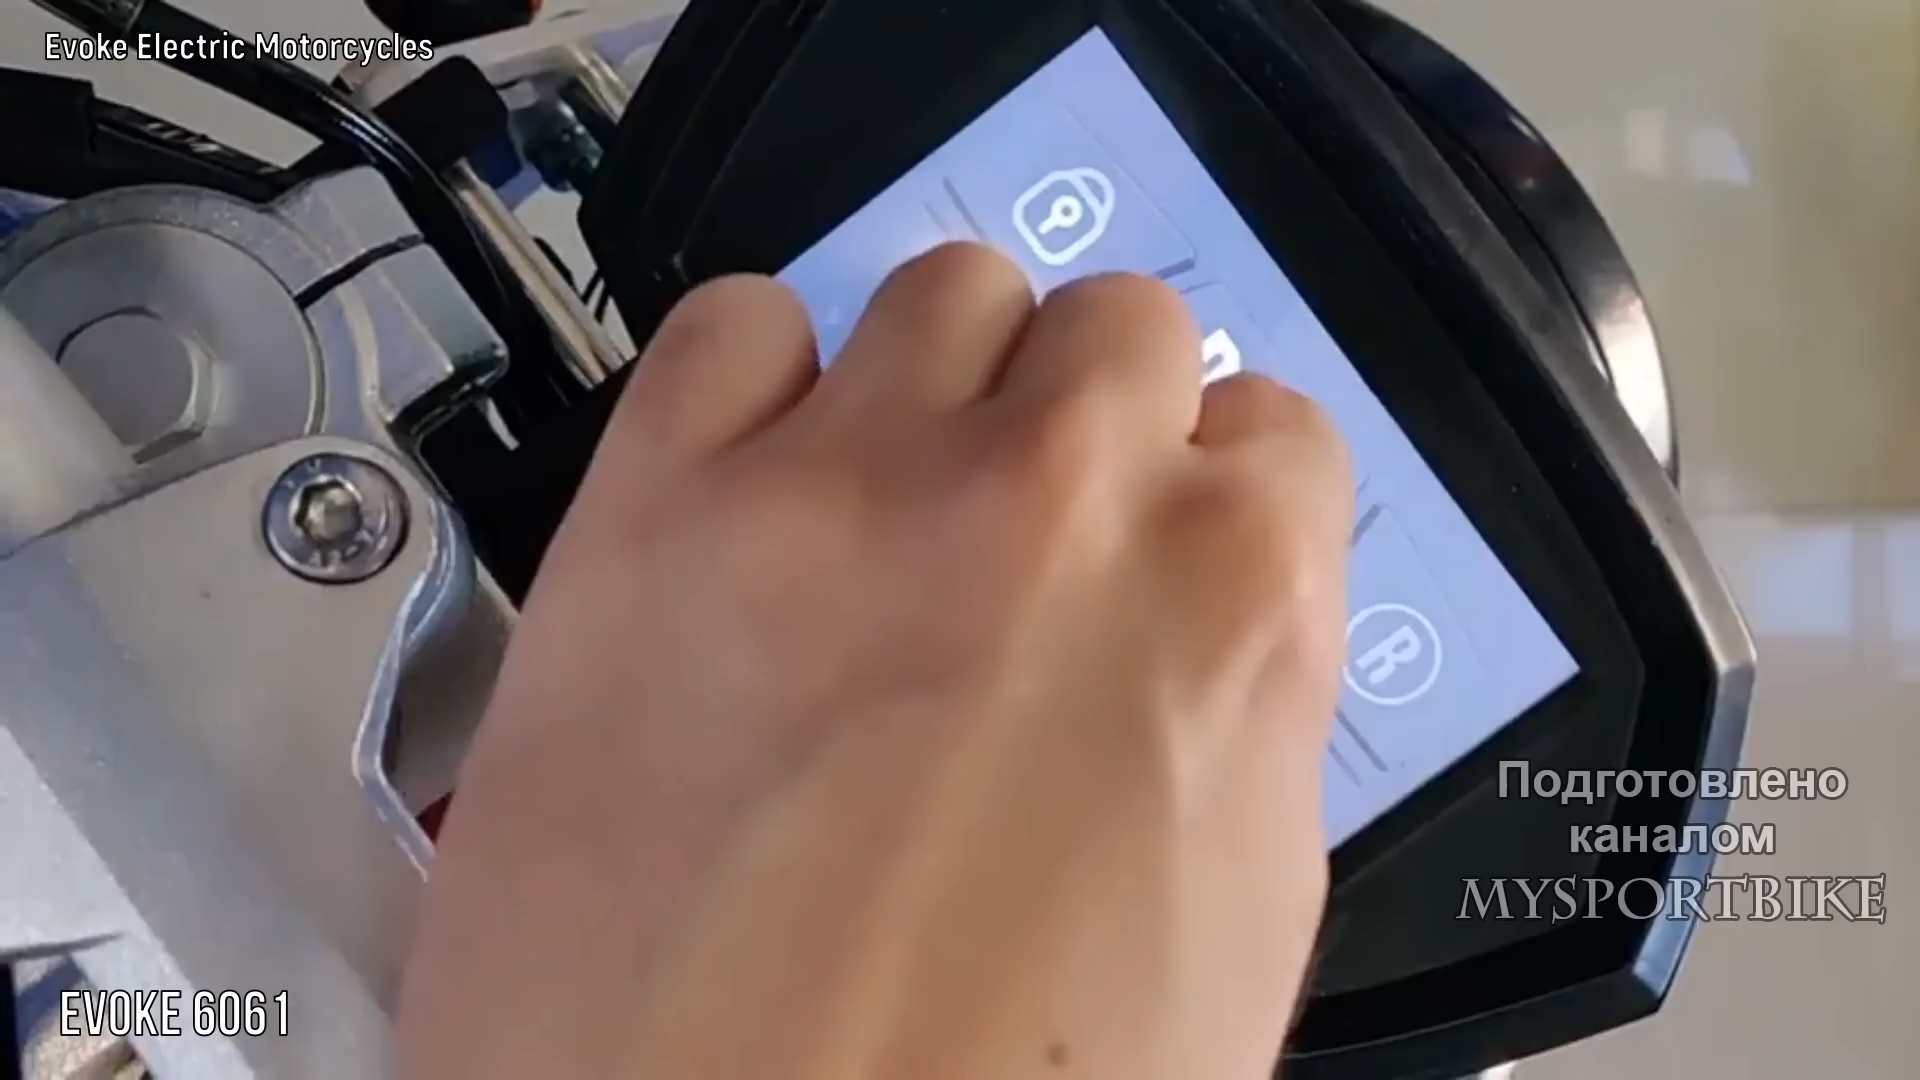 Evoke Electric Motorcycles
R
Подготовлено
каналом
MYSPORTBIKE
EVOKE 6061